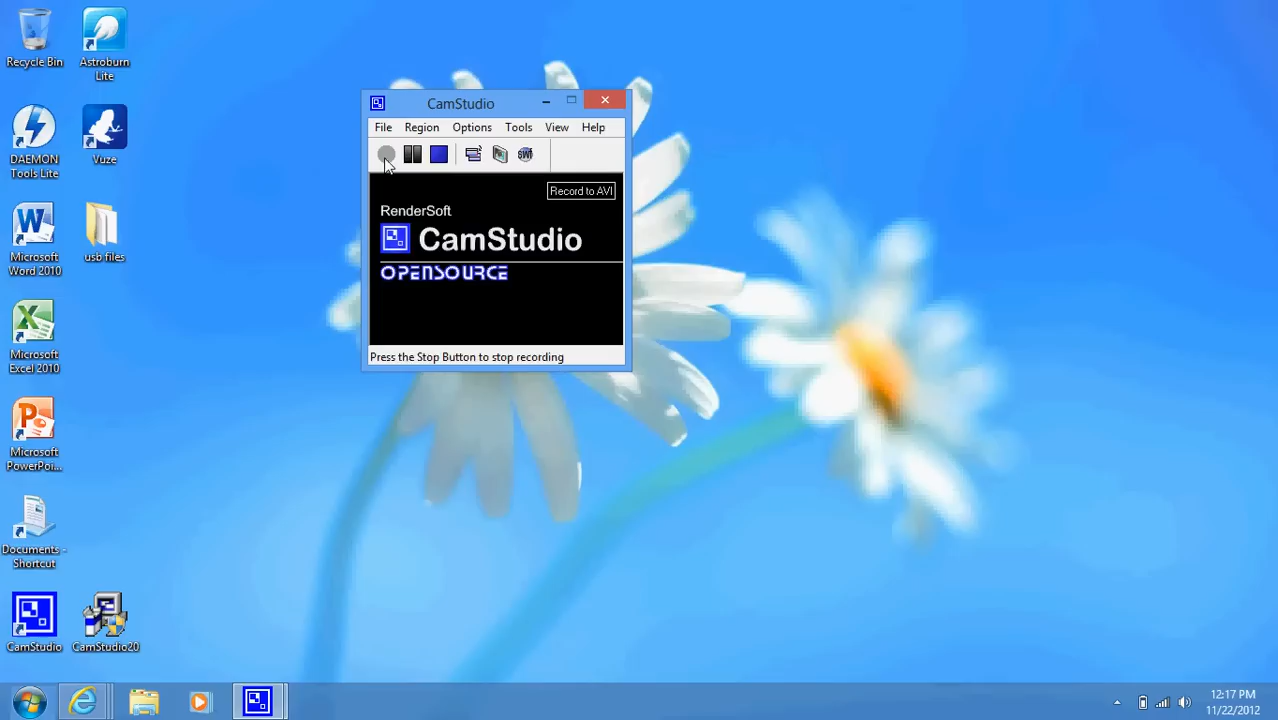 Recycle Bin
Astroburn
Lite
DAEMON
Tools Lite
Vuze
Microsoft
Word 2010
usb files
Microsoft
Excel 2010
Microsoft
PowerPoi...
Documents -
Shortcut
CamStudio
CamStudio20
CamStudio
File Region Options Tools View Help
SWF
Record to AVI
RenderSoft
CamStudio
OPENSOURCE
Press the Stop Button to stop recording
12:17 PM
11/22/2012